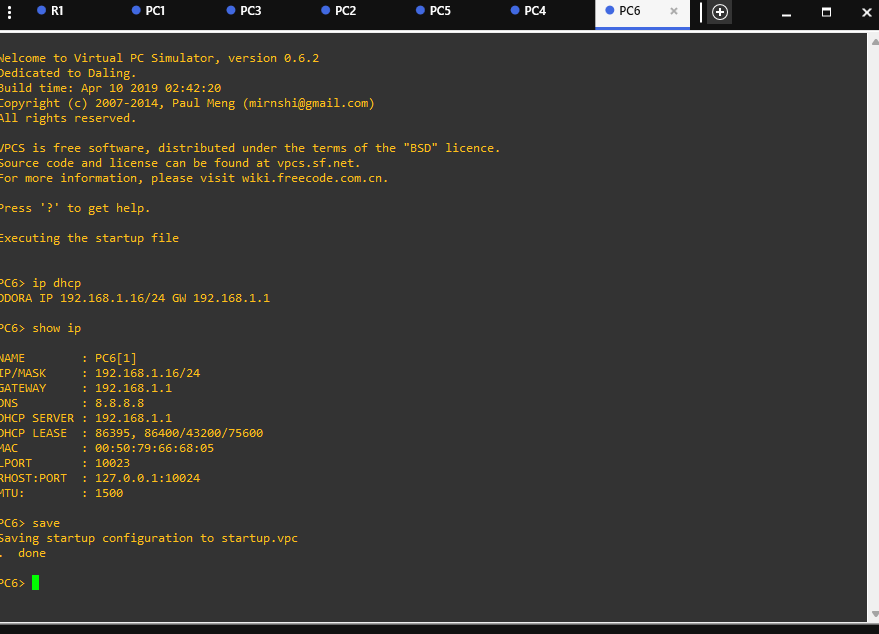 R1 PC1 PC3 PC2 PC5 PC4 PC6
Welcome to Virtual PC Simulator, version 0.6.2
Dedicated to Daling.
Build time: Apr 10 2019 02:42:20
Copyright (c) 2007-2014, Paul Meng (mirnshi@gmail.com)
All rights reserved.
VPCS is free software, distributed under the terms of the "BSD" licence.
Source code and license can be found at vpcs.sf.net.
For more information, please visit wiki.freecode.com.cn.
Press '?' to get help.
Executing the startup file
PC6> ip dhcp
DDORA IP 192.168.1.16/24 GW 192.168.1.1
PC6> show ip
NAME : PC6[1]
IP/MASK : 192.168.1.16/24
GATEWAY : 192.168.1.1
DNS : 8.8.8.8
DHCP SERVER : 192.168.1.1
DHCP LEASE : 86395, 86400/43200/75600
MAC : 00:50:79:66:68:05
LPORT : 10023
RHOST:PORT : 127.0.0.1:10024
MTU: : 1500
PC6> save
Saving startup configuration to startup.vpc
. done
PC6>